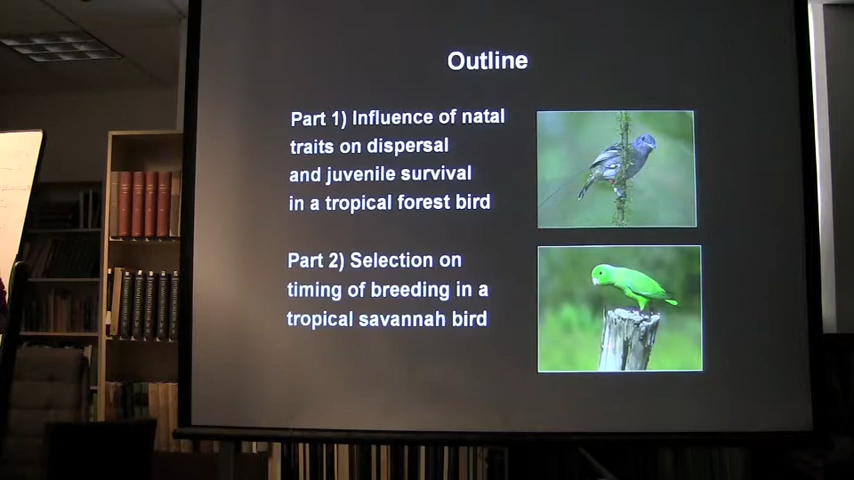 Outline
Part 1) Influence of natal
traits on dispersal
and juvenile survival
in a tropical forest bird
Part 2) Selection on
timing of breeding in a
tropical savannah bird